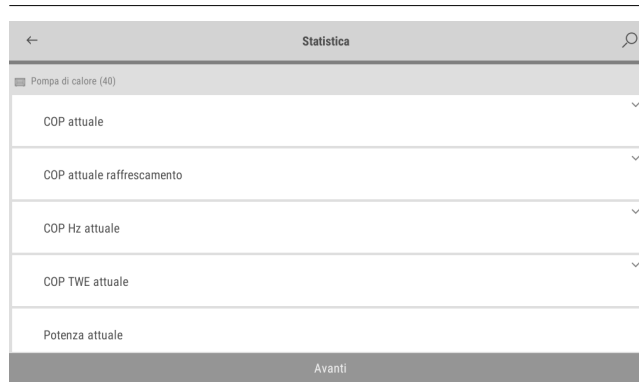 Statistica
Pompa di calore (40)
COP attuale
COP attuale raffrescamento
COP Hz attuale
COP TWE attuale
Potenza attuale
Avanti